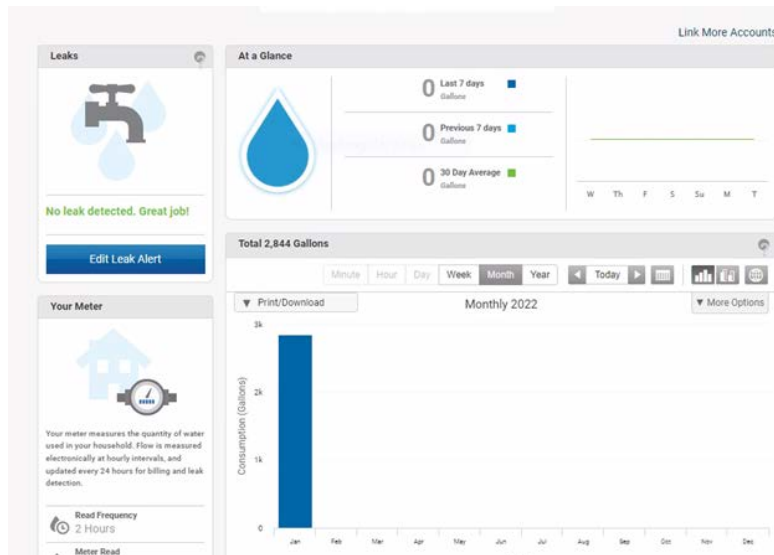 Link More Accounts
Leaks
No leak detected. Great job!
Edit Leak Alert
At a Glance
0 Last 7 days
Gallons
0 Previous 7 days
Gallons
0 30 Day Average
Gallons
W Th F S Su M T
Total 2,844 Gallons
Minute Hour Day Week Month Year Today
Print/Download
Monthly 2022
More Options
Consumption (Gallons)
3k
2k
1k
0
Jan Feb Mar Apr May Jun Jul Aug Sep Oct Nov Dec
Your Meter
Your meter measures the quantity of water
used in your household. Flow is measured
electronically at hourly intervals, and
updated every 24 hours for billing and leak
detection.
Read Frequency
2 Hours
Meter Read